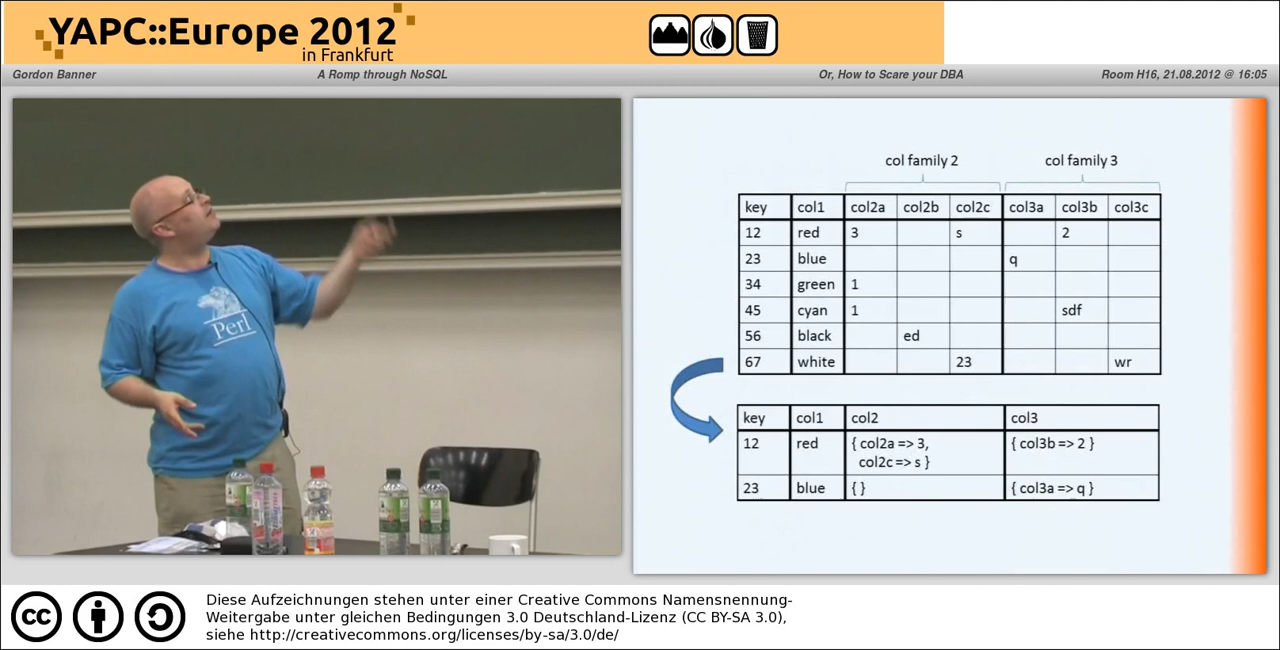 YAPC::Europe 2012
in Frankfurt
Gordon Banner A Romp through NoSQL Or, How to Scare your DBA Room H16, 21.08.2012 @ 16:05
Perl
col family 2 col family 3
key col1 col2a col2b col2c col3a col3b col3c
12 red 3 s 2
23 blue q
34 green 1
45 cyan 1 sdf
56 black ed
67 white 23 wr
key col1 col2 col3
12 red { col2a => 3, { col3b => 2 }
col2c => s }
23 blue { } { col3a => q }
cc
Diese Aufzeichnungen stehen unter einer Creative Commons Namensnennung-
Weitergabe unter gleichen Bedingungen 3.0 Deutschland-Lizenz (CC BY-SA 3.0),
siehe http://creativecommons.org/licenses/by-sa/3.0/de/